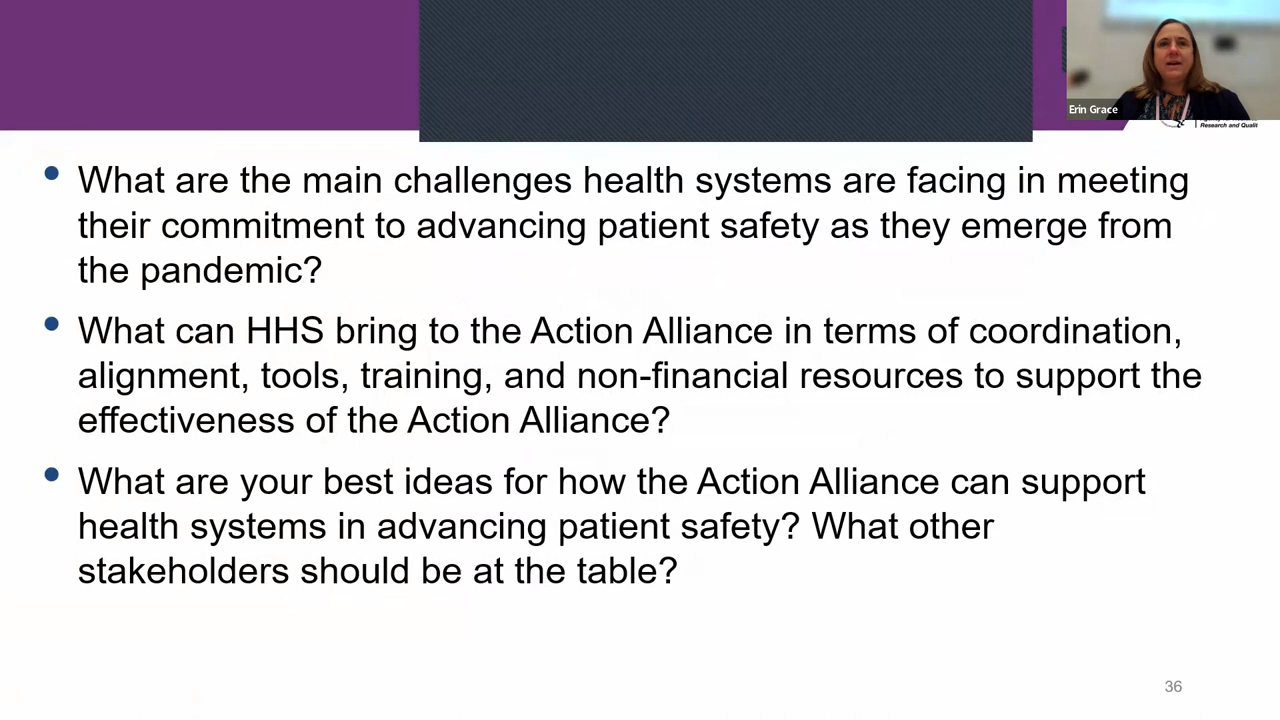 Erin Grace
Research and Qualit
• What are the main challenges health systems are facing in meeting
their commitment to advancing patient safety as they emerge from
the pandemic?
• What can HHS bring to the Action Alliance in terms of coordination,
alignment, tools, training, and non-financial resources to support the
effectiveness of the Action Alliance?
• What are your best ideas for how the Action Alliance can support
health systems in advancing patient safety? What other
stakeholders should be at the table?
36